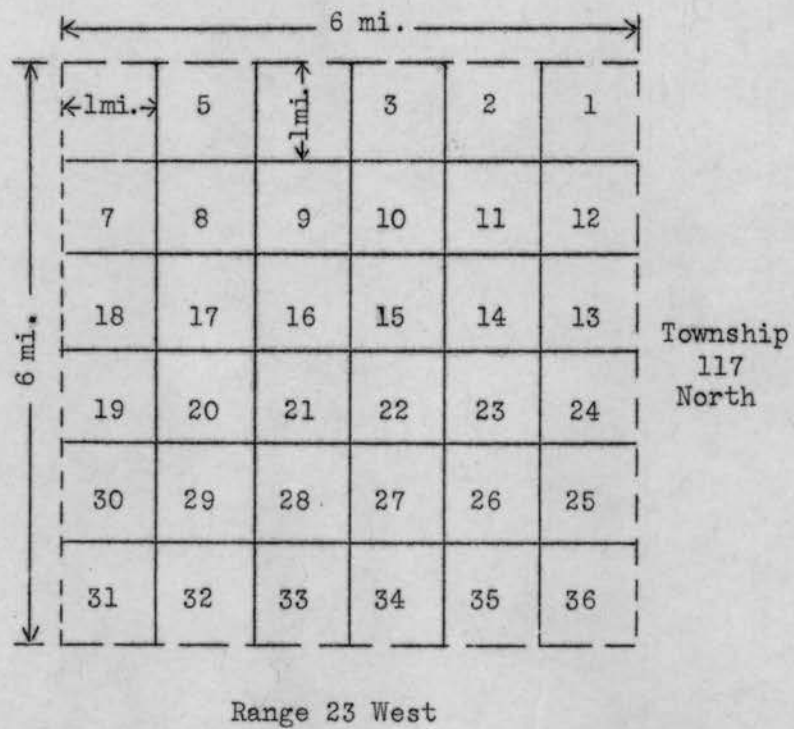 6 mi.
1mi. 5 1mi. 3 2 1
7 8 9 10 11 12
18 17 16 15 14 13
Township
117
North
6 mi.
19 20 21 22 23 24
30 29 28 27 26 25
31 32 33 34 35 36
Range 23 West